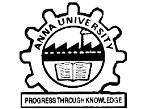 ANNA UNIVERSITY
PROGRESS THROUGH KNOWLEDGE